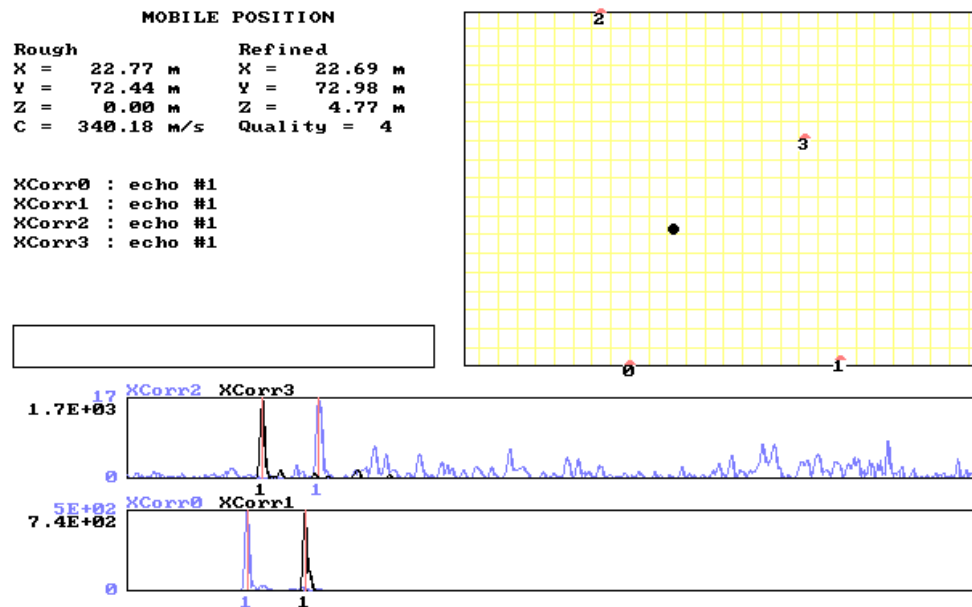 MOBILE POSITION
Rough Refined
X = 22.77 m X = 22.69 m
Y = 72.44 m Y = 72.98 m
Z = 0.00 m Z = 4.77 m
C = 340.18 m/s Quality = 4
XCorr0 : echo #1
XCorr1 : echo #1
XCorr2 : echo #1
XCorr3 : echo #1
2
3
0
1
17 XCorr2 XCorr3
1.7E+03
0
1 1
5E+02 XCorr0 XCorr1
7.4E+02
0
1 1